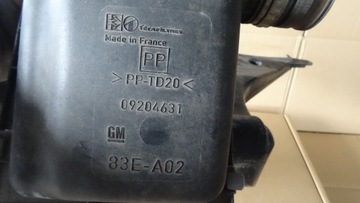 Made in France
PP
>PP-TD20<
09204631
GM
83E-A02